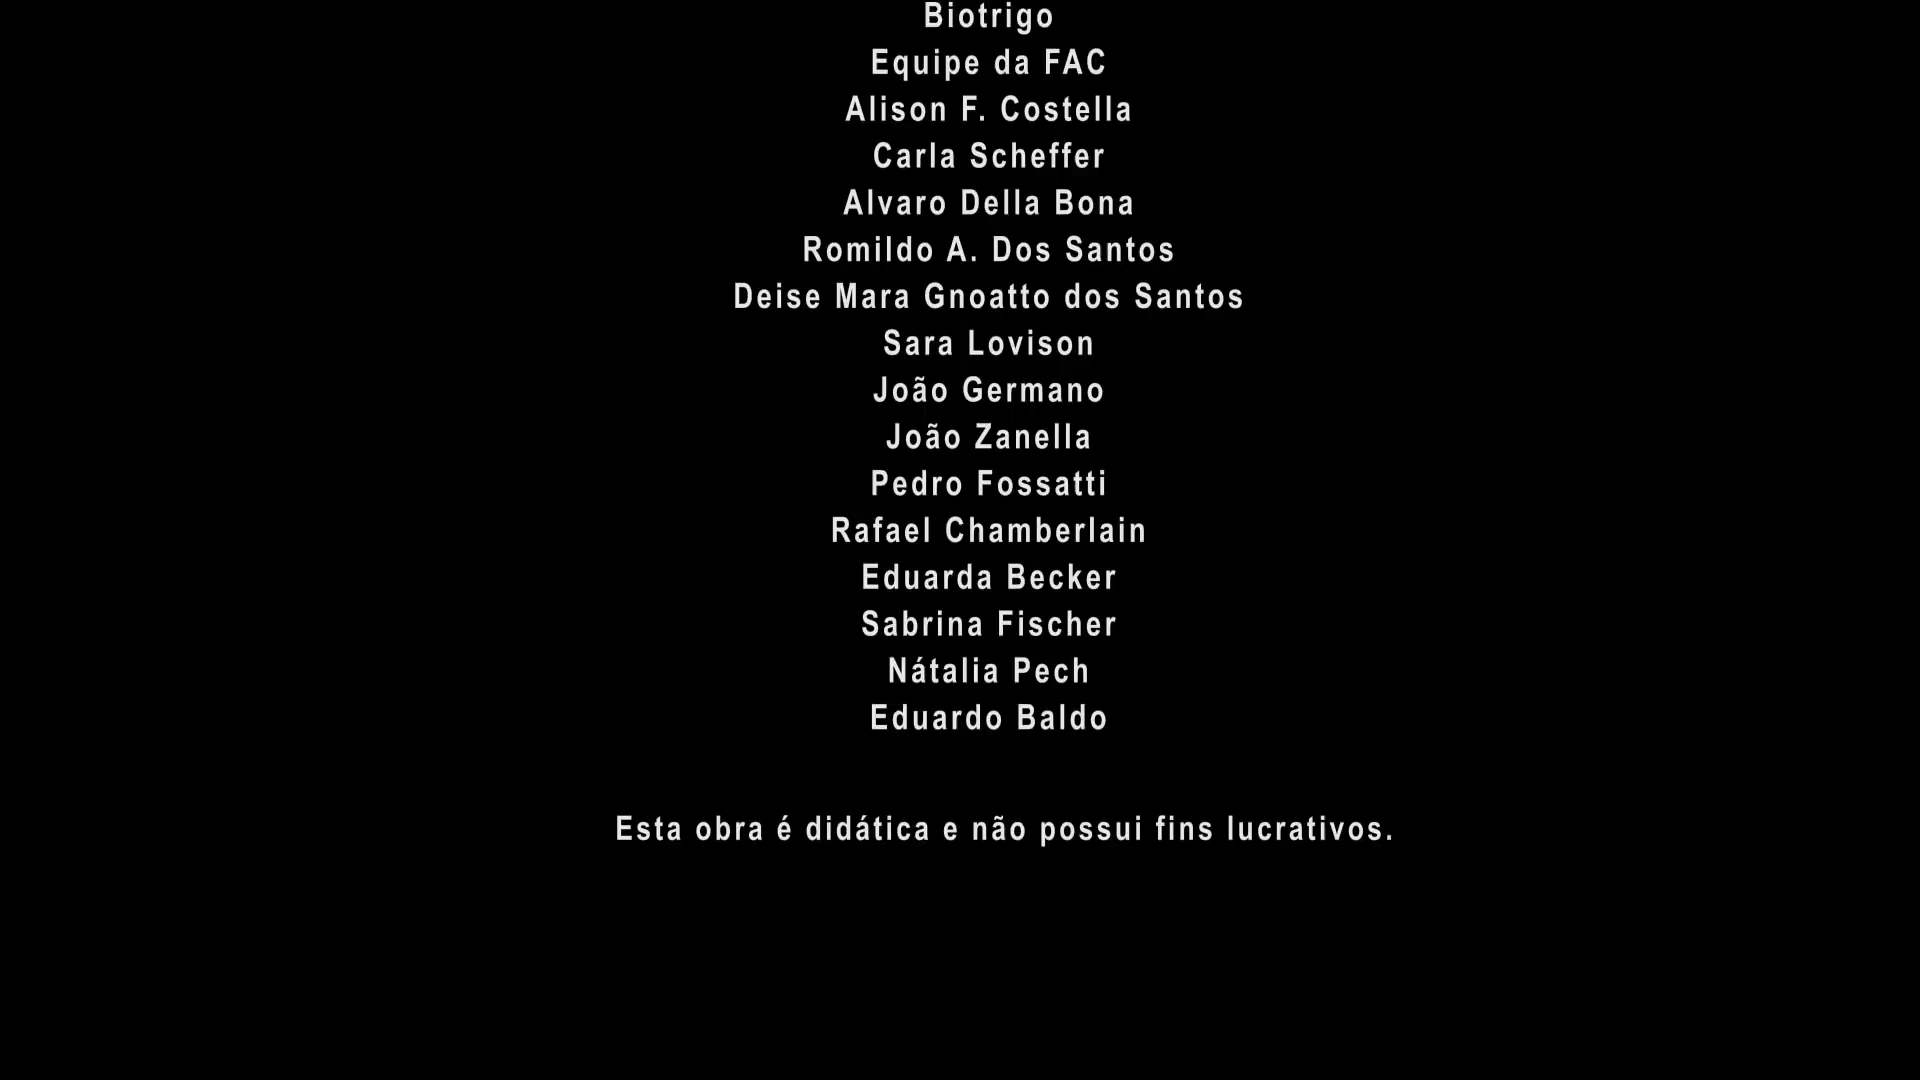 Biotrigo
Equipe da FAC
Alison F. Costella
Carla Scheffer
Alvaro Della Bona
Romildo A. Dos Santos
Deise Mara Gnoatto dos Santos
Sara Lovison
João Germano
João Zanella
Pedro Fossatti
Rafael Chamberlain
Eduarda Becker
Sabrina Fischer
Nátalia Pech
Eduardo Baldo
Esta obra é didática e não possui fins lucrativos.